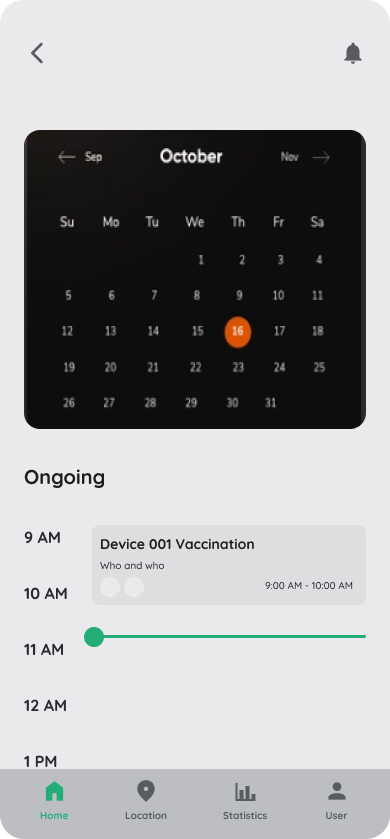 Sep October Nov
Su Mo Tu We Th Fr Sa
1 2 3 4
5 6 7 8 9 10 11
12 13 14 15 16 17 18
19 20 21 22 23 24 25
26 27 28 29 30 31
Ongoing
9 AM
Device 001 Vaccination
Who and who
9:00 AM - 10:00 AM
10 AM
11 AM
12 AM
1 PM
Home Location Statistics User